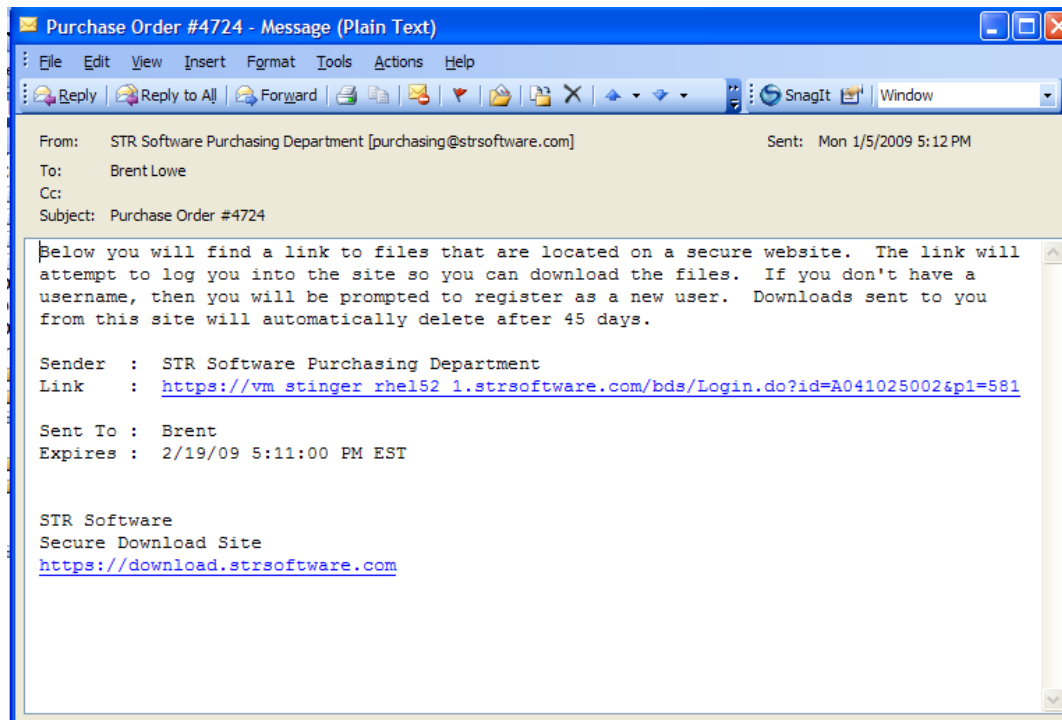 Purchase Order #4724 - Message (Plain Text)
File Edit View Insert Format Tools Actions Help
Reply Reply to All Forward SnagIt Window
From: STR Software Purchasing Department [purchasing@strsoftware.com] Sent: Mon 1/5/2009 5:12 PM
To: Brent Lowe
Cc:
Subject: Purchase Order #4724
Below you will find a link to files that are located on a secure website. The link will
attempt to log you into the site so you can download the files. If you don't have a
username, then you will be prompted to register as a new user. Downloads sent to you
from this site will automatically delete after 45 days.
Sender : STR Software Purchasing Department
Link : https://vm_stinger_rhel52_1.strsoftware.com/bds/Login.do?id=A041025002&p1=581
Sent To : Brent
Expires : 2/19/09 5:11:00 PM EST
STR Software
Secure Download Site
https://download.strsoftware.com